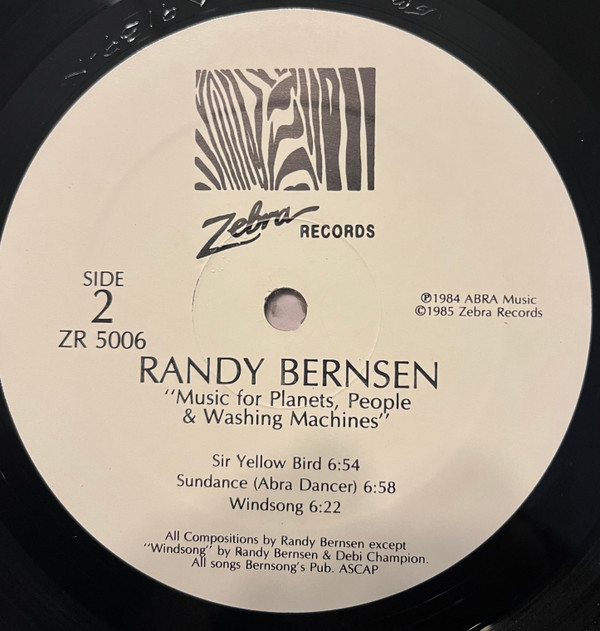 Zebra RECORDS
SIDE
2
ZR 5006
℗1984 ABRA Music
©1985 Zebra Records
RANDY BERNSEN
"Music for Planets, People
& Washing Machines"
Sir Yellow Bird 6:54
Sundance (Abra Dancer) 6:58
Windsong 6:22
All Compositions by Randy Bernsen except
"Windsong" by Randy Bernsen & Debi Champion.
All songs Bernsong's Pub. ASCAP